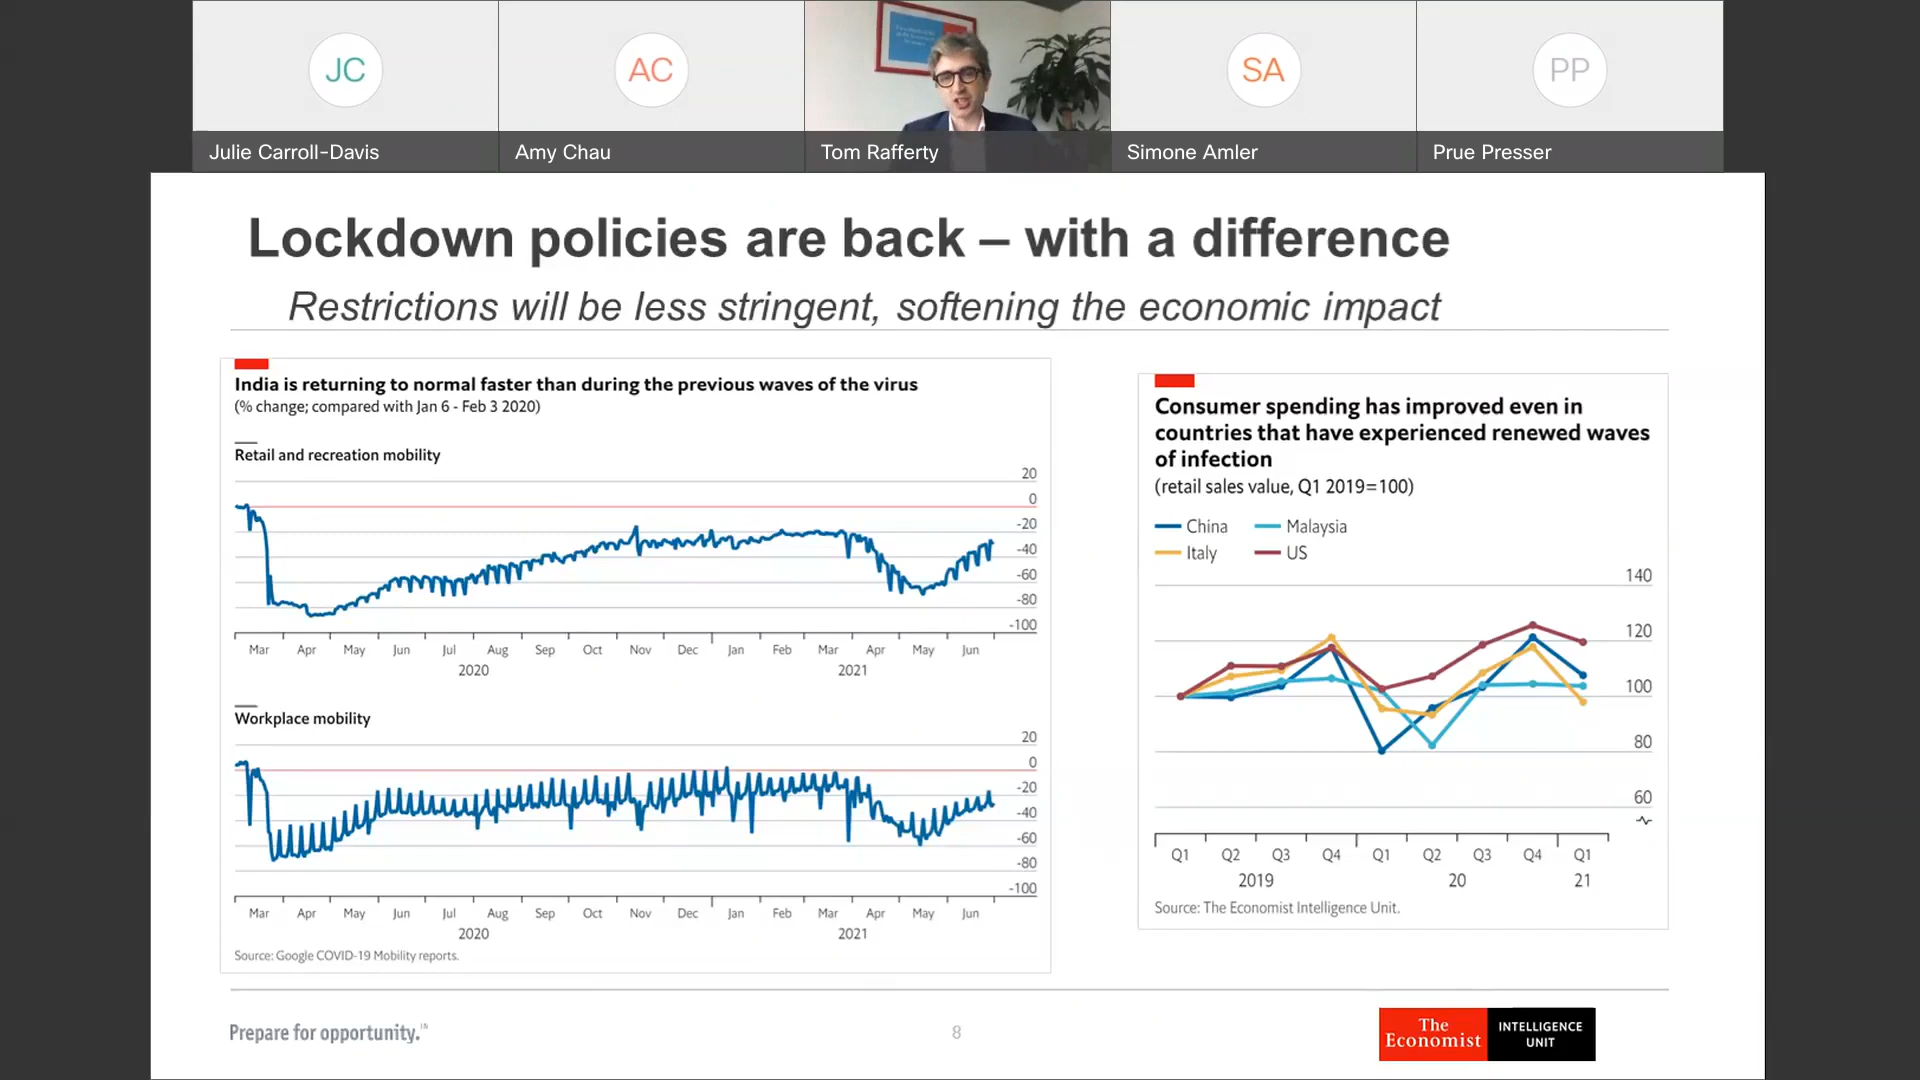 JC
AC
SA
PP
Julie Carroll-Davis
Amy Chau
Tom Rafferty
Simone Amler
Prue Presser
Lockdown policies are back – with a difference
Restrictions will be less stringent, softening the economic impact
India is returning to normal faster than during the previous waves of the virus
(% change; compared with Jan 6 - Feb 3 2020)
Retail and recreation mobility
20
0
-20
-40
-60
-80
-100
Mar Apr May Jun Jul Aug Sep Oct Nov Dec Jan Feb Mar Apr May Jun
2020 2021
Workplace mobility
20
0
-20
-40
-60
-80
-100
Mar Apr May Jun Jul Aug Sep Oct Nov Dec Jan Feb Mar Apr May Jun
2020 2021
Source: Google COVID-19 Mobility reports.
Consumer spending has improved even in
countries that have experienced renewed waves
of infection
(retail sales value, Q1 2019=100)
China Malaysia
Italy US
140
120
100
80
60
Q1 Q2 Q3 Q4 Q1 Q2 Q3 Q4 Q1
2019 20 21
Source: The Economist Intelligence Unit.
Prepare for opportunity.
8
The
Economist
INTELLIGENCE
UNIT